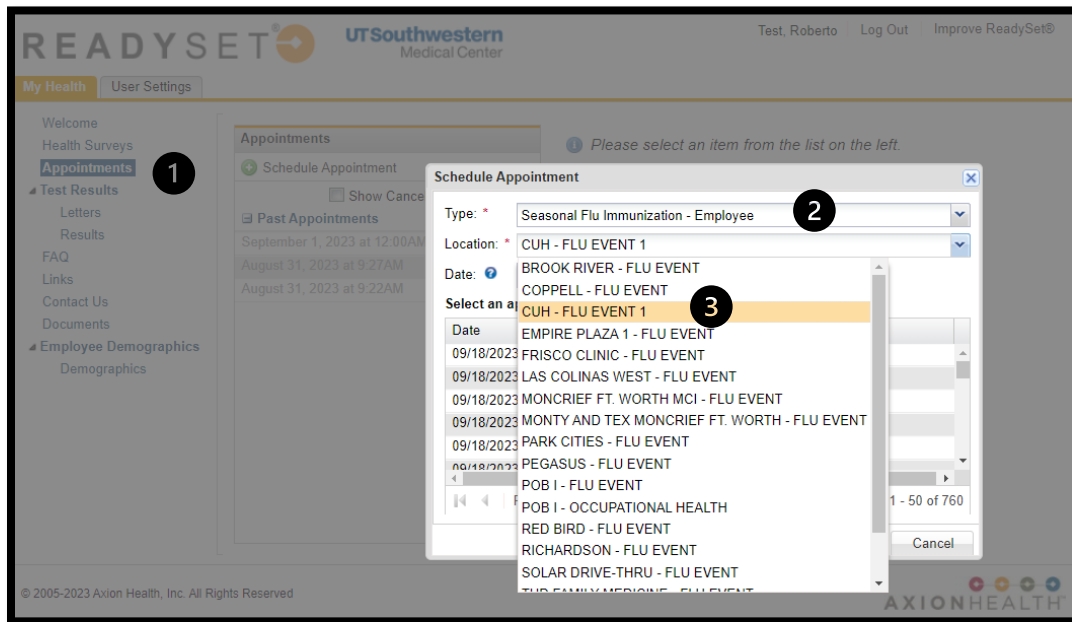 READYSET®
UTSouthwestern
Medical Center
Test, Roberto Log Out Improve ReadySet®
My Health User Settings
Welcome
Health Surveys
Appointments
1
Test Results
Letters
Results
FAQ
Links
Contact Us
Documents
Employee Demographics
Demographics
Appointments
Schedule Appointment
Show Cance
Past Appointments
September 1, 2023 at 12:00AM
August 31, 2023 at 9:27AM
August 31, 2023 at 9:22AM
Please select an item from the list on the left.
Schedule Appointment
Type: * Seasonal Flu Immunization - Employee
2
Location: * CUH - FLU EVENT 1
Date:
Select an a
Date
09/18/2023
09/18/2023
09/18/2023
09/18/2023
09/18/2023
09/18/2023
BROOK RIVER - FLU EVENT
COPPELL - FLU EVENT
CUH - FLU EVENT 1
3
EMPIRE PLAZA 1 - FLU EVENT
FRISCO CLINIC - FLU EVENT
LAS COLINAS WEST - FLU EVENT
MONCRIEF FT. WORTH MCI - FLU EVENT
MONTY AND TEX MONCRIEF FT. WORTH - FLU EVENT
PARK CITIES - FLU EVENT
PEGASUS - FLU EVENT
POB I - FLU EVENT
POB I - OCCUPATIONAL HEALTH
RED BIRD - FLU EVENT
RICHARDSON - FLU EVENT
SOLAR DRIVE-THRU - FLU EVENT
FAMILY MEDICINE - FLU EVENT
1 - 50 of 760
Cancel
© 2005-2023 Axion Health, Inc. All Rights Reserved
AXIONHEALTH